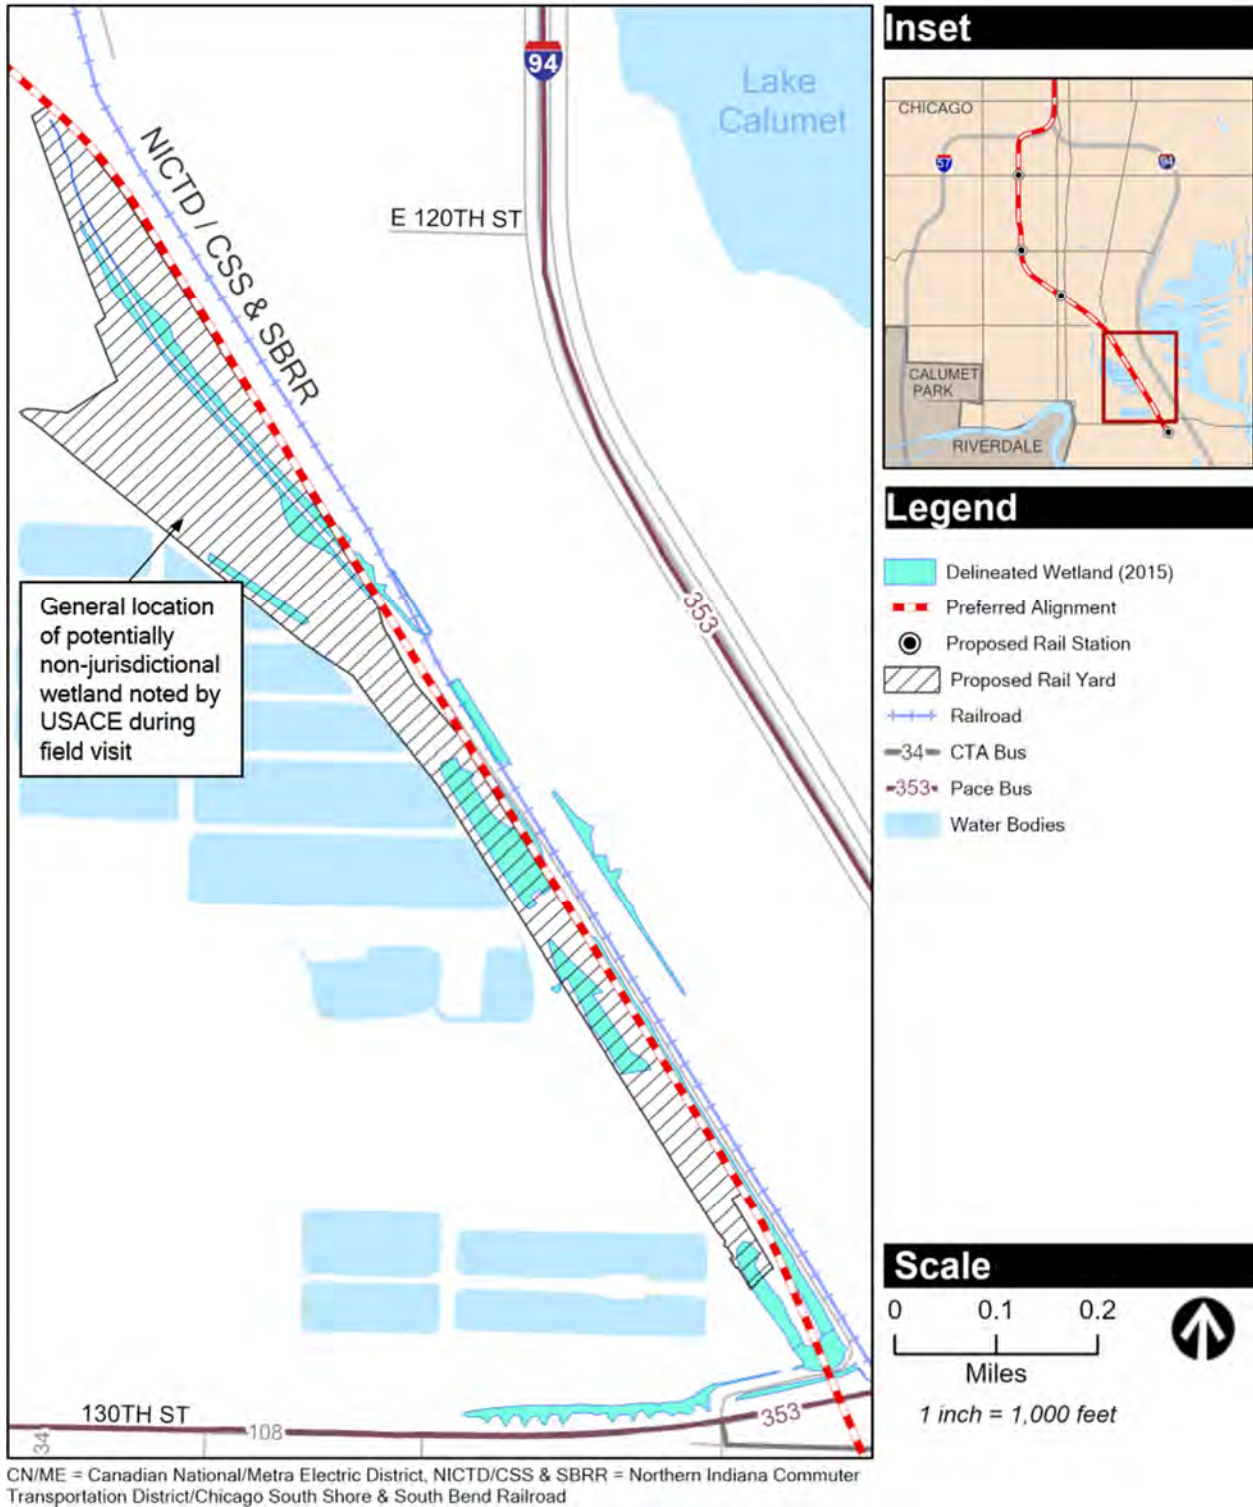 94
Lake
Calumet
NICTD / CSS & SBRR
E 120TH ST
353
General location
of potentially
non-jurisdictional
wetland noted by
USACE during
field visit
130TH ST
34
108
353
CN/ME = Canadian National/Metra Electric District, NICTD/CSS & SBRR = Northern Indiana Commuter
Transportation District/Chicago South Shore & South Bend Railroad
Inset
CHICAGO
57
94
CALUMET
PARK
RIVERDALE
Legend
Delineated Wetland (2015)
Preferred Alignment
Proposed Rail Station
Proposed Rail Yard
Railroad
34 CTA Bus
353 Pace Bus
Water Bodies
Scale
0 0.1 0.2
Miles
1 inch = 1,000 feet